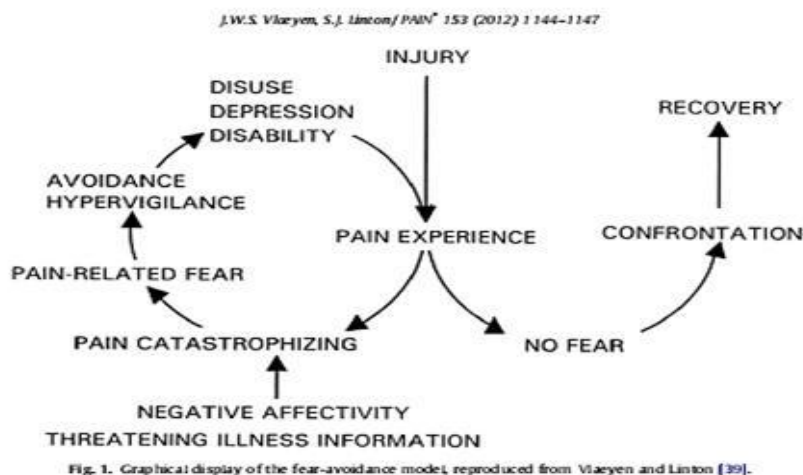 J.W.S. Vlaeyen, S.J. Linton / PAIN® 153 (2012) 1144–1147
INJURY
DISUSE
DEPRESSION
DISABILITY
RECOVERY
AVOIDANCE
HYPERVIGILANCE
PAIN EXPERIENCE
CONFRONTATION
PAIN-RELATED FEAR
PAIN CATASTROPHIZING
NO FEAR
NEGATIVE AFFECTIVITY
THREATENING ILLNESS INFORMATION
Fig. 1. Graphical display of the fear-avoidance model, reproduced from Vlaeyen and Linton [39].